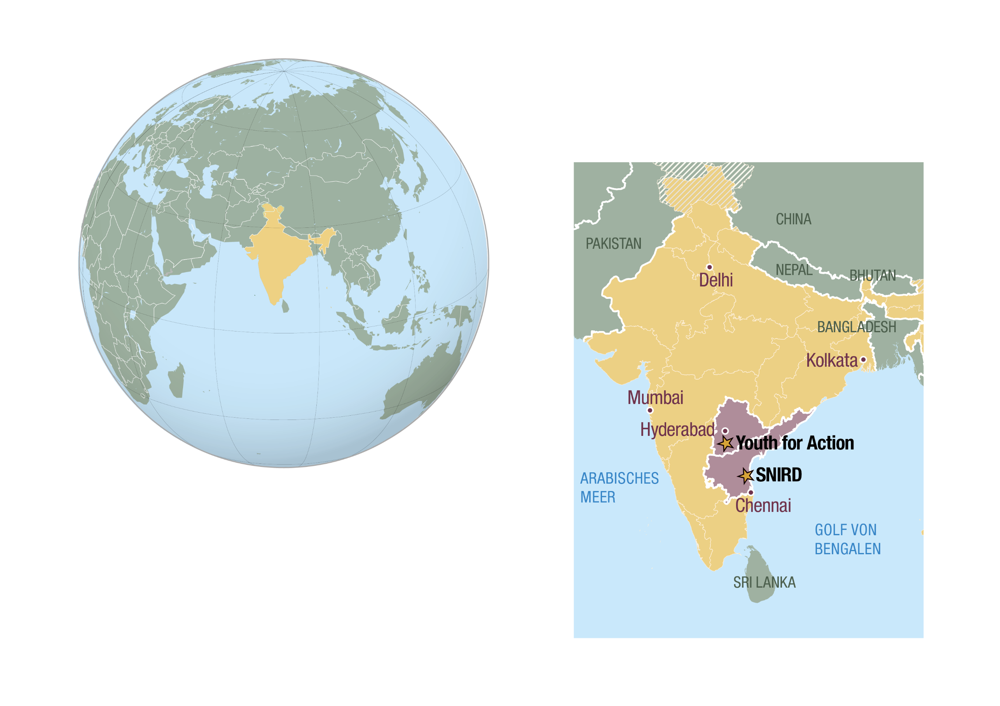 CHINA
PAKISTAN
NEPAL
BHUTAN
Delhi
BANGLADESH
Kolkata
Mumbai
Hyderabad
Youth for Action
SNIRD
ARABISCHES
MEER
Chennai
GOLF VON
BENGALEN
SRI LANKA